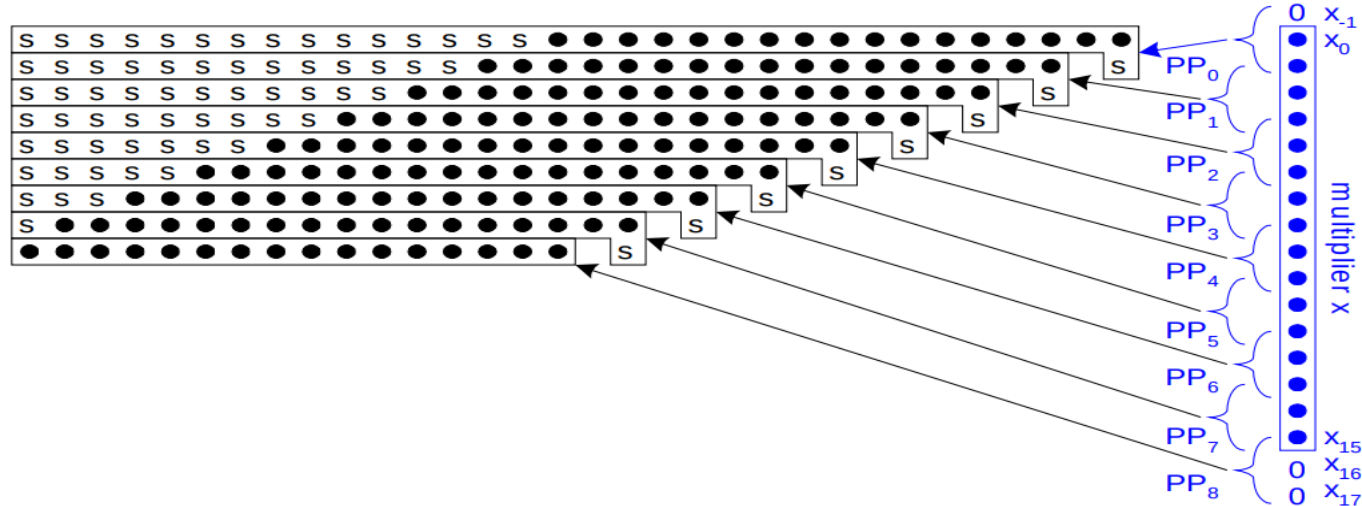 0 x₋₁
S S S S S S S S S S S S S S S x₀
S S S S S S S S S S S S S S PP₀
S S S S S S S S S S S S
S S S S S S S S S S PP₁
S S S S S S S S
S S S S S S PP₂
S S S S
S S PP₃
S
PP₄
PP₅
PP₆
PP₇
PP₈
multiplier x
x₁₅
0 x₁₆
0 x₁₇